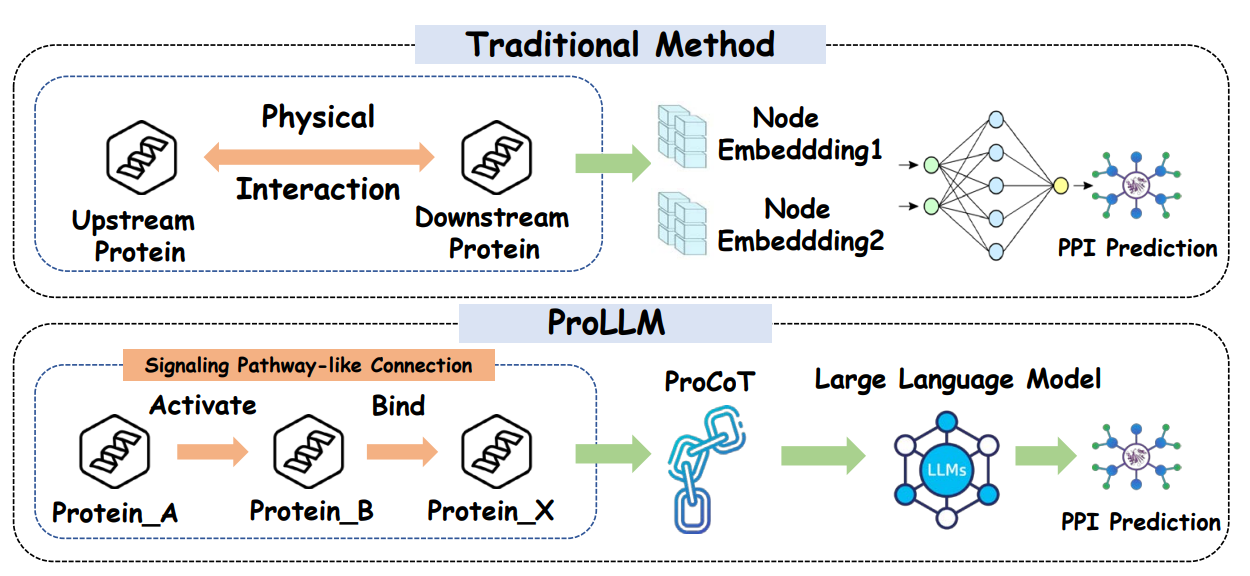 Traditional Method
Physical
Interaction
Upstream
Protein
Downstream
Protein
Node
Embeddding1
Node
Embeddding2
PPI Prediction
ProLLM
Signaling Pathway-like Connection
Activate
Bind
Protein_A
Protein_B
Protein_X
ProCoT
Large Language Model
LLMs
PPI Prediction